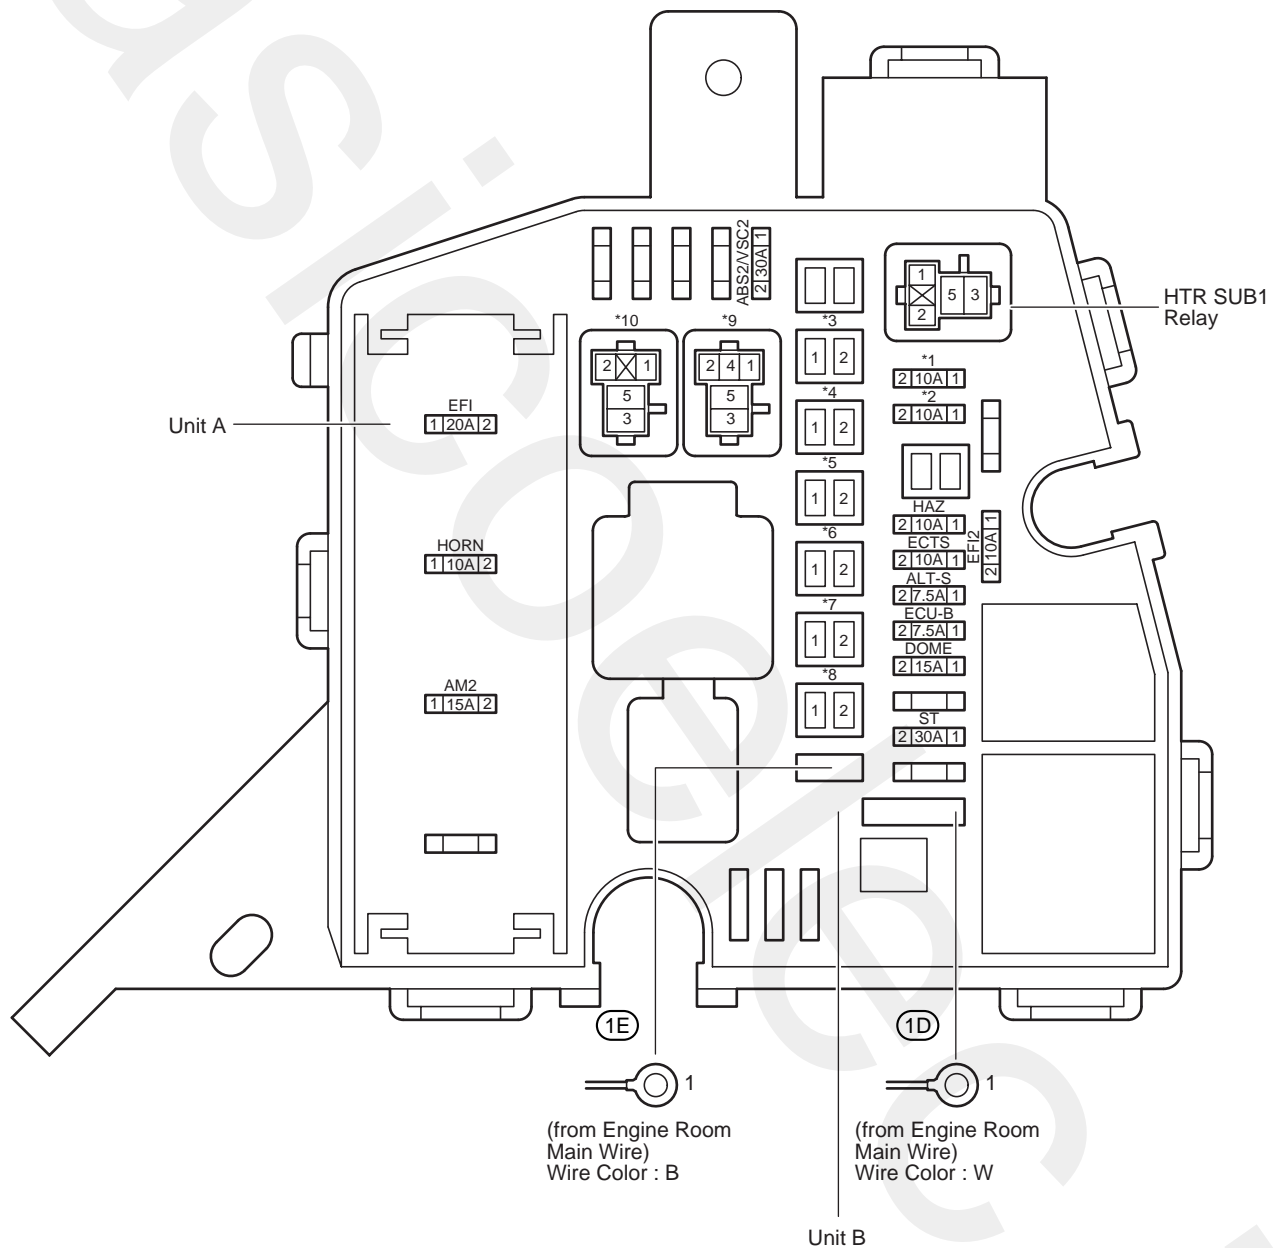 ABS2/VSC2
2 30A 1
1
5 3
2
HTR SUB1
Relay
*10
*9
*3
2 1
5
3
2 4 1
5
3
1 2
*1
2 10A 1
*2
2 10A 1
*4
1 2
Unit A
EFI
1 20A 2
*5
1 2
HAZ
2 10A 1
EFI2
2 10A 1
*6
1 2
ECTS
2 10A 1
HORN
1 10A 2
ALT-S
2 7.5A 1
*7
1 2
ECU-B
2 7.5A 1
DOME
2 15A 1
*8
1 2
AM2
1 15A 2
ST
2 30A 1
1E
1D
1
1
(from Engine Room
Main Wire)
Wire Color : B
(from Engine Room
Main Wire)
Wire Color : W
Unit B